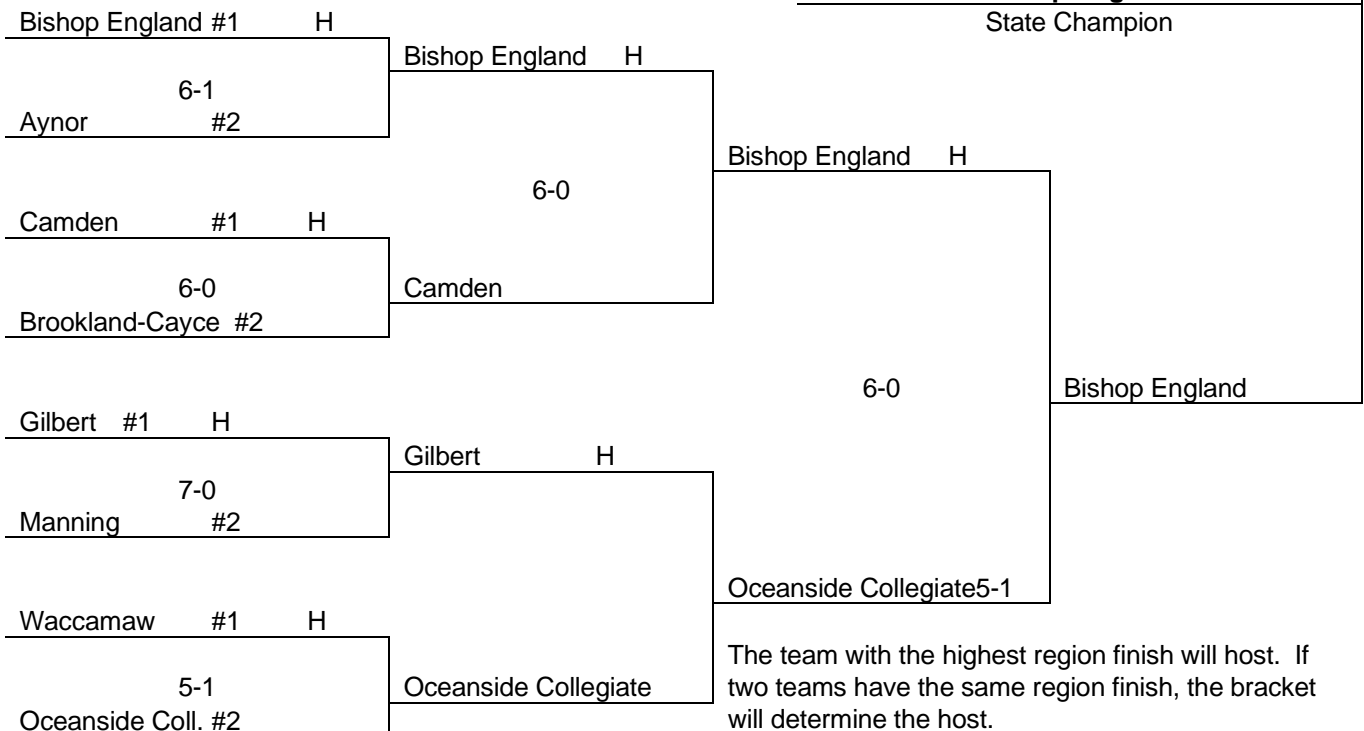 Bishop England #1 H
State Champion
Bishop England H
6-1
Aynor #2
Bishop England H
6-0
Camden #1 H
6-0
Camden
Brookland-Cayce #2
6-0
Bishop England
Gilbert #1 H
Gilbert H
7-0
Manning #2
Oceanside Collegiate5-1
Waccamaw #1 H
The team with the highest region finish will host. If
5-1
Oceanside Collegiate
two teams have the same region finish, the bracket
Oceanside Coll. #2
will determine the host.